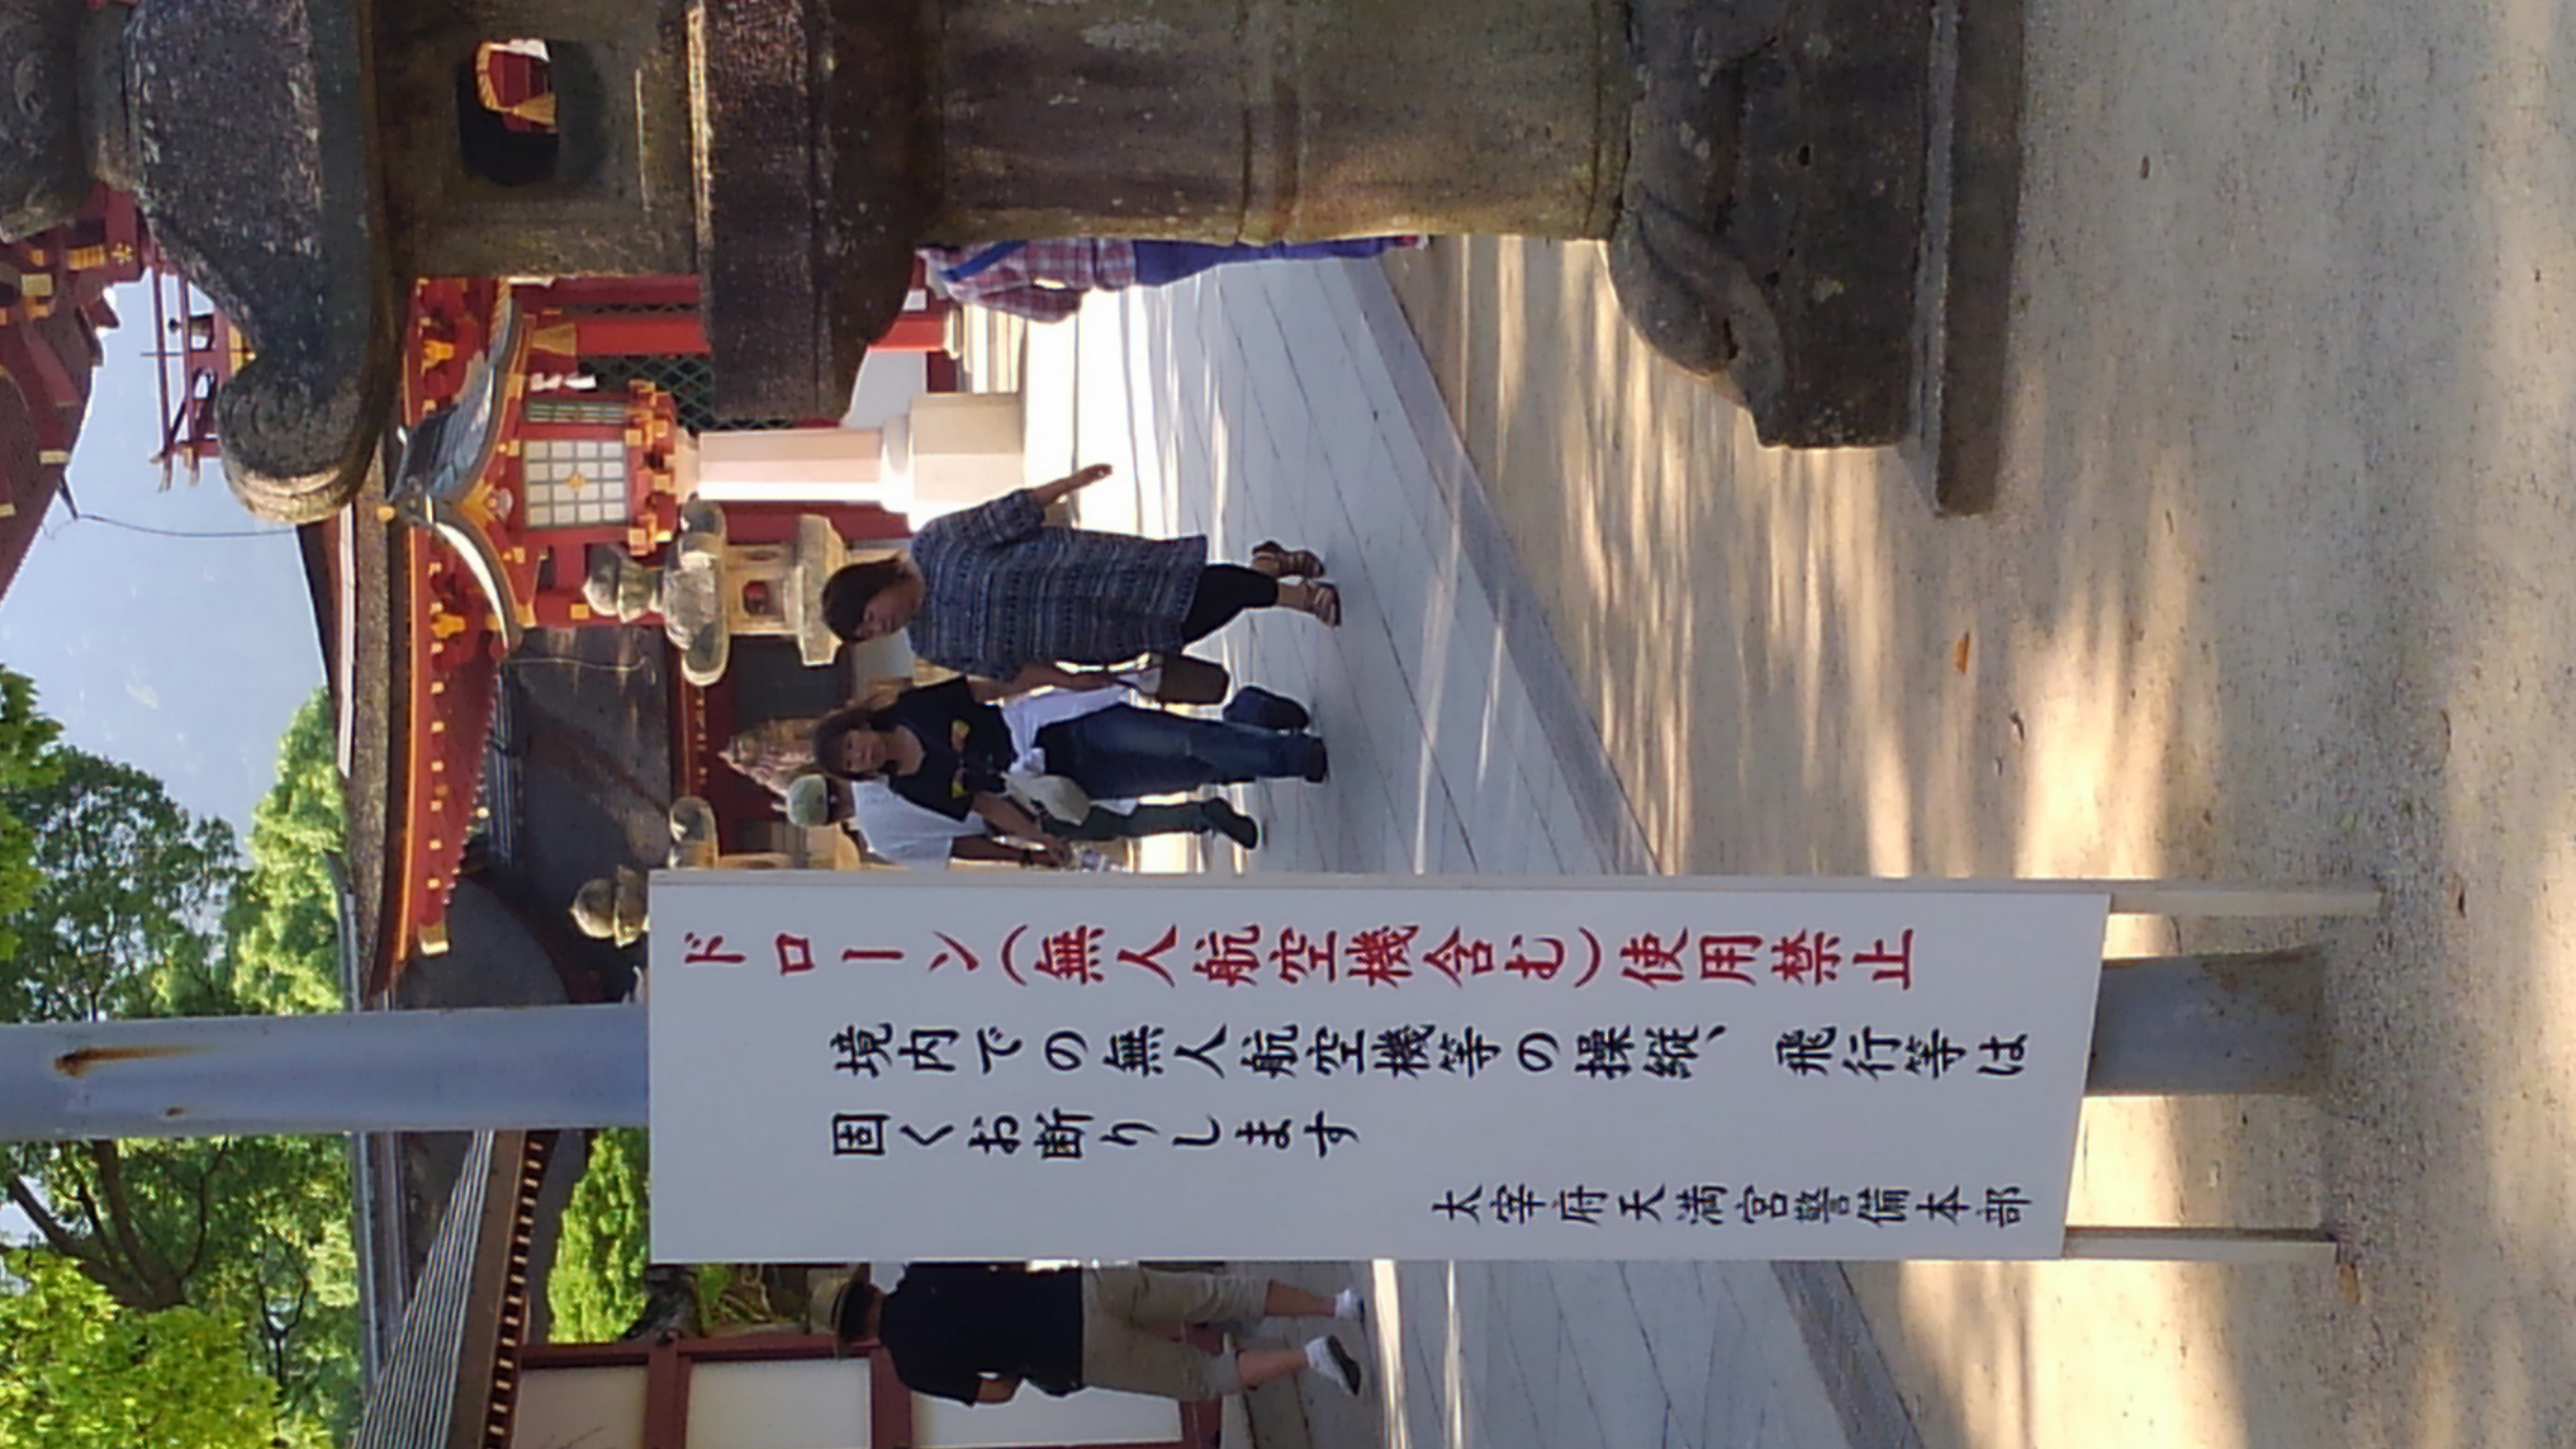 ドローン(無人航空機含む)使用禁止
境内での無人航空機等の操縦、飛行等は
固くお断りします
太宰府天満宮警備本部